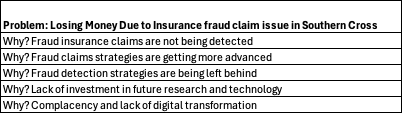 Problem: Losing Money Due to Insurance fraud claim issue in Southern Cross
Why? Fraud insurance claims are not being detected
Why? Fraud claims strategies are getting more advanced
Why? Fraud detection strategies are being left behind
Why? Lack of investment in future research and technology
Why? Complacency and lack of digital transformation